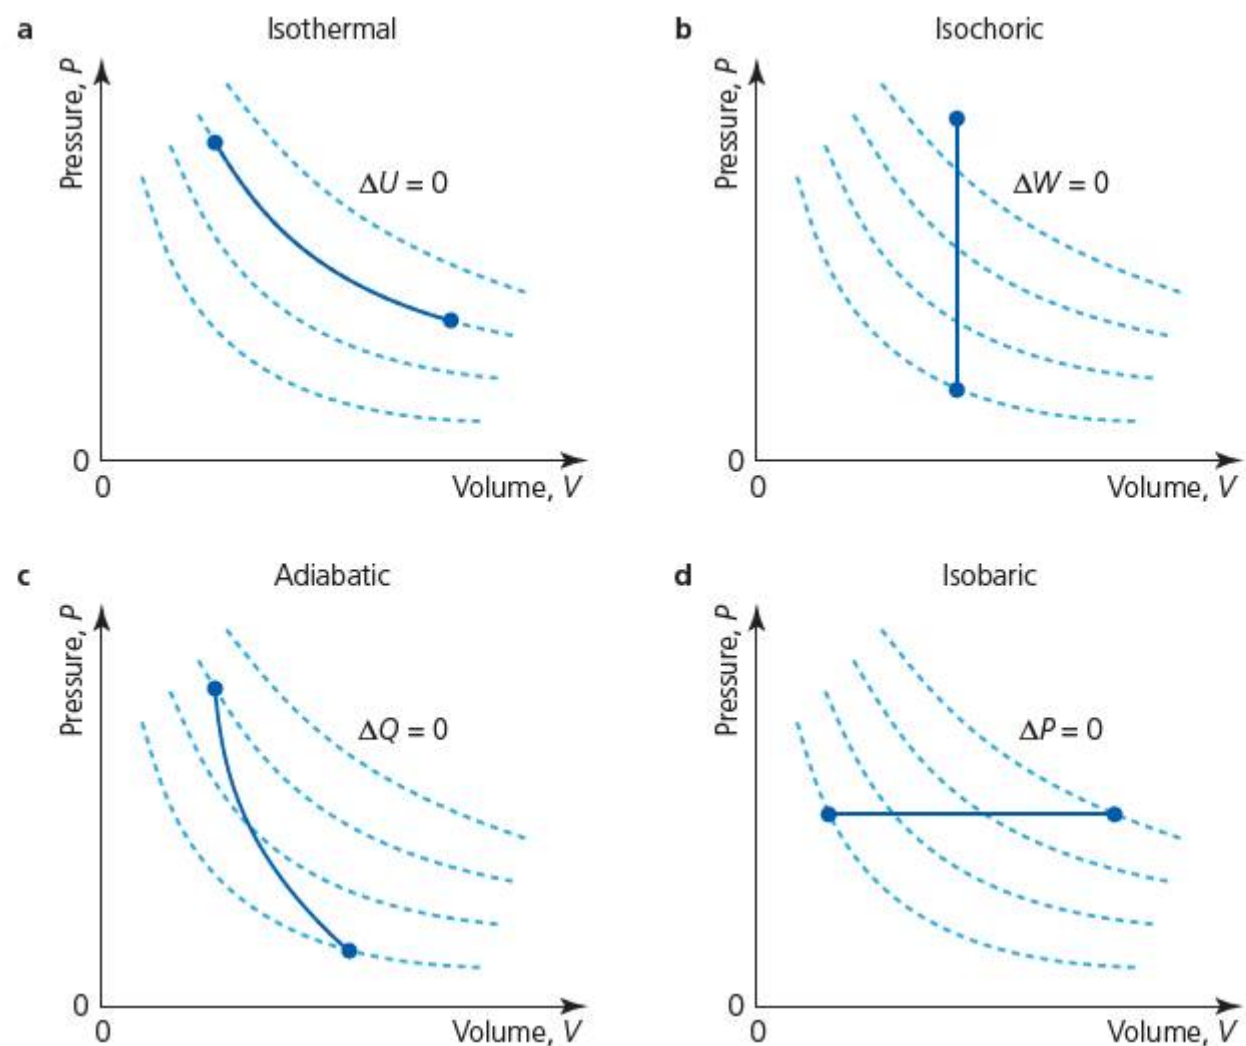 a Isothermal
Pressure, P
ΔU = 0
0
0
Volume, V
b Isochoric
Pressure, P
ΔW = 0
0
0
Volume, V
c Adiabatic
Pressure, P
ΔQ = 0
0
0
Volume, V
d Isobaric
Pressure, P
ΔP = 0
0
0
Volume, V